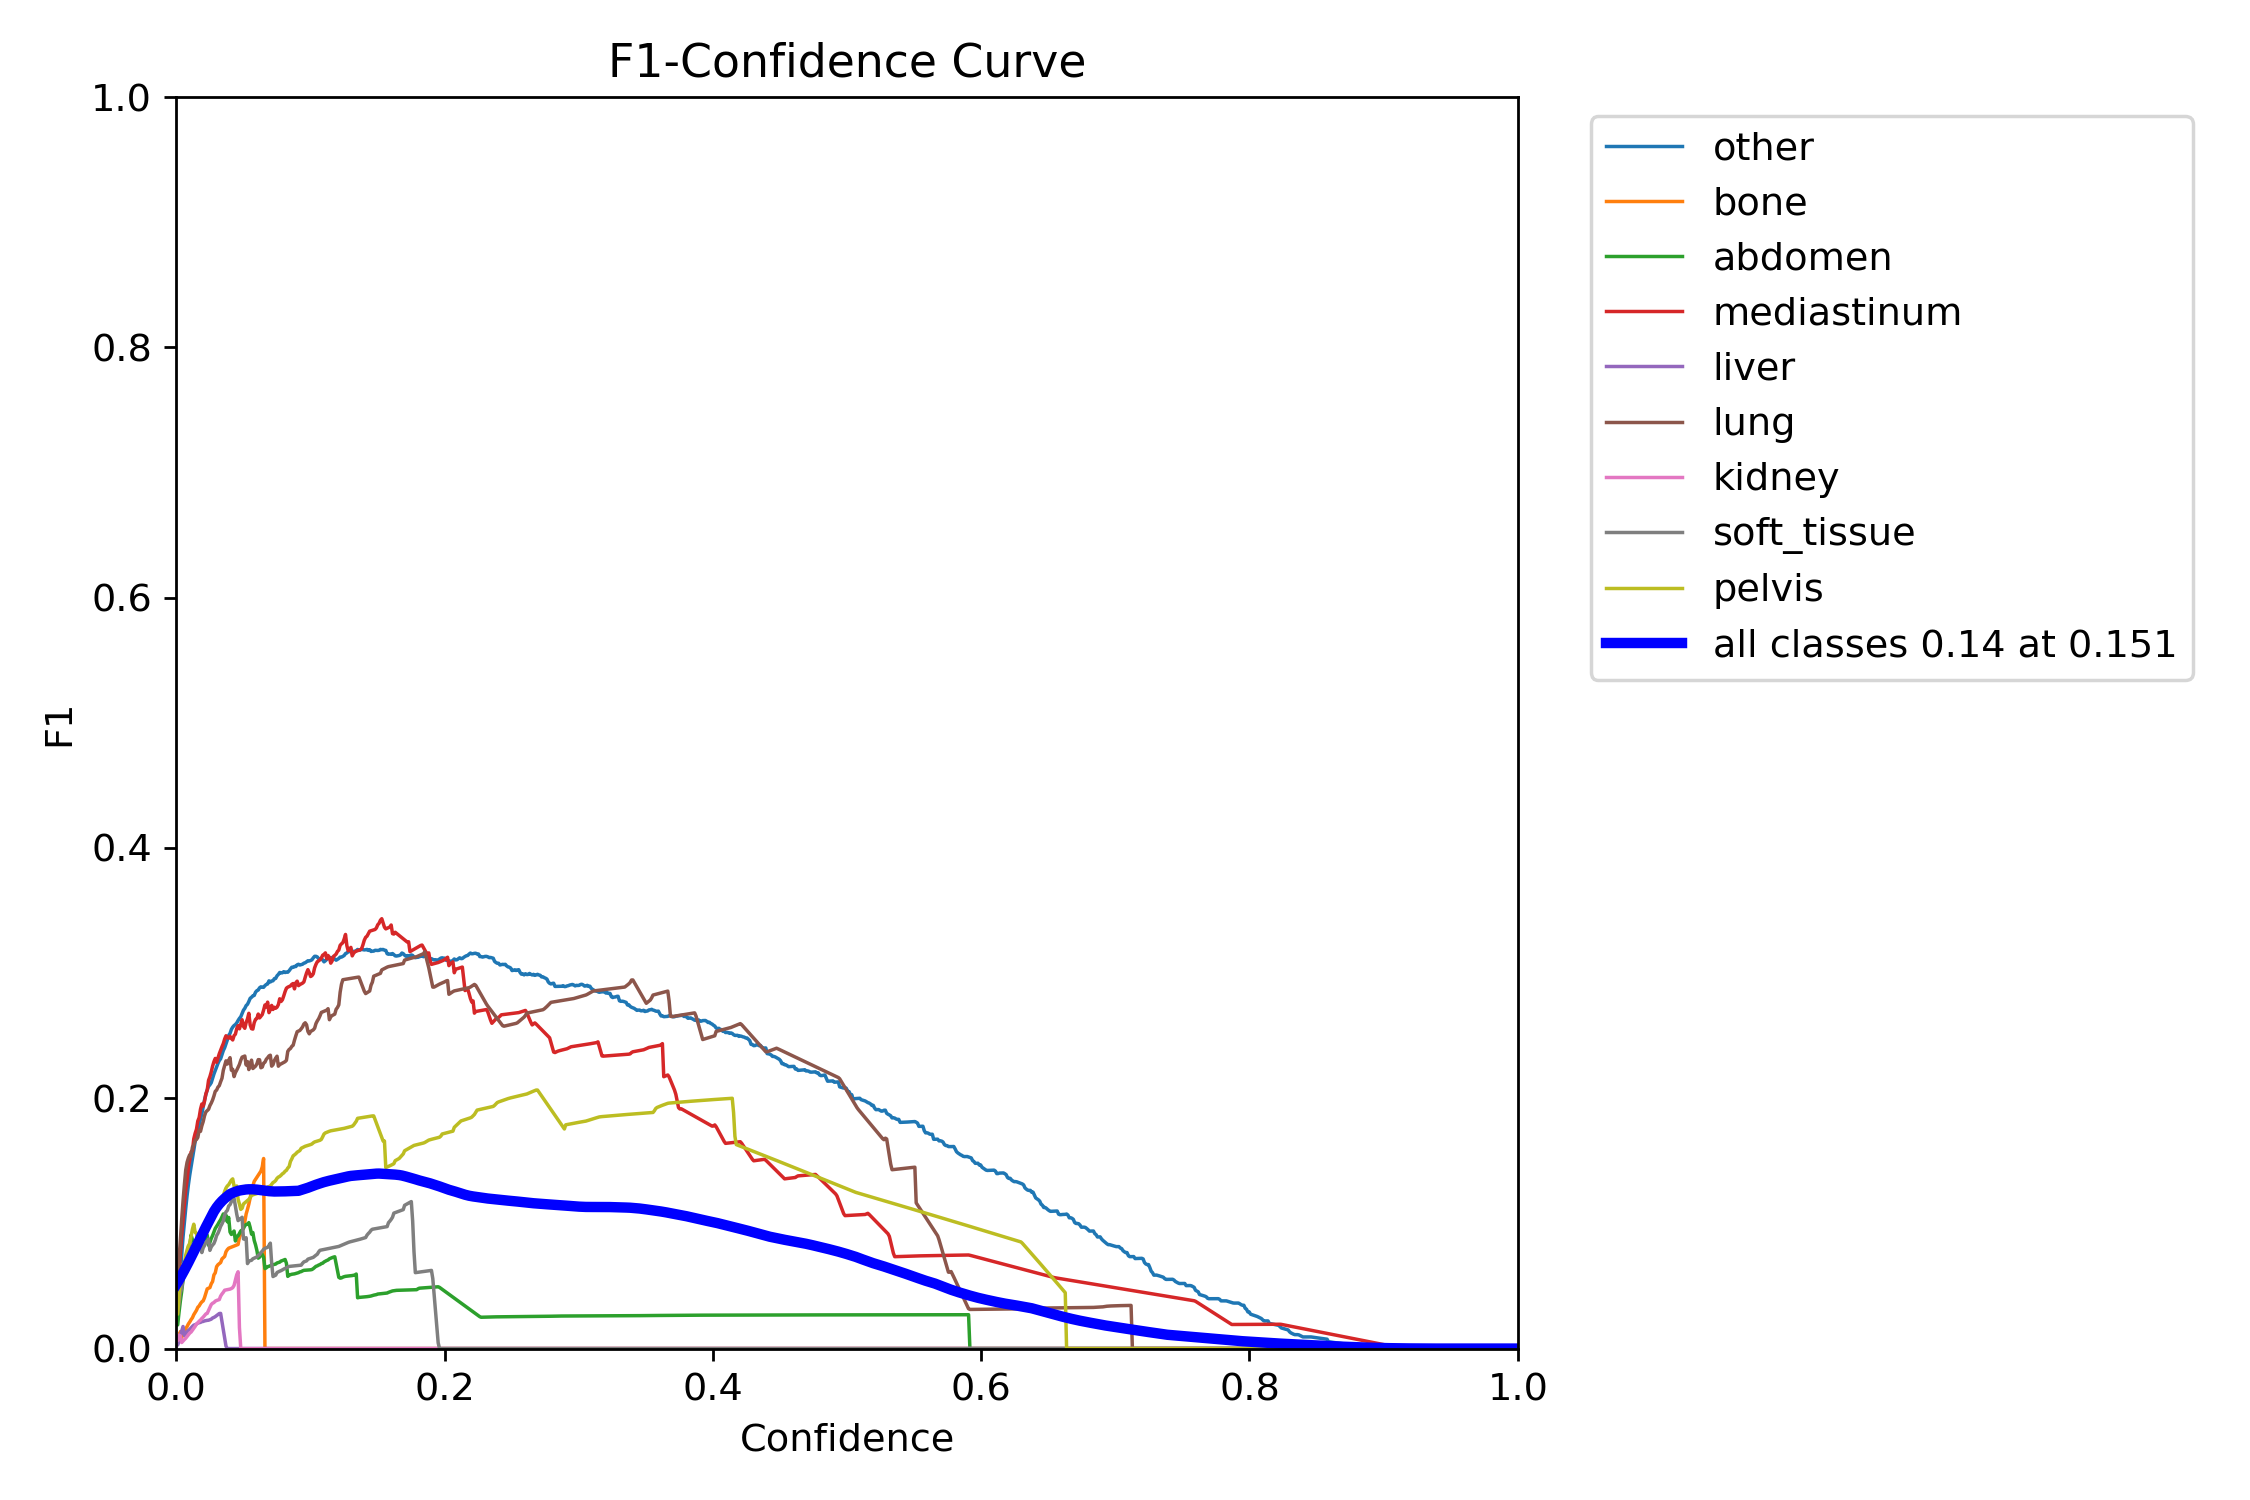 F1-Confidence Curve
1.0
0.8
0.6
0.4
0.2
0.0
F1
0.0 0.2 0.4 0.6 0.8 1.0
Confidence
other
bone
abdomen
mediastinum
liver
lung
kidney
soft_tissue
pelvis
all classes 0.14 at 0.151